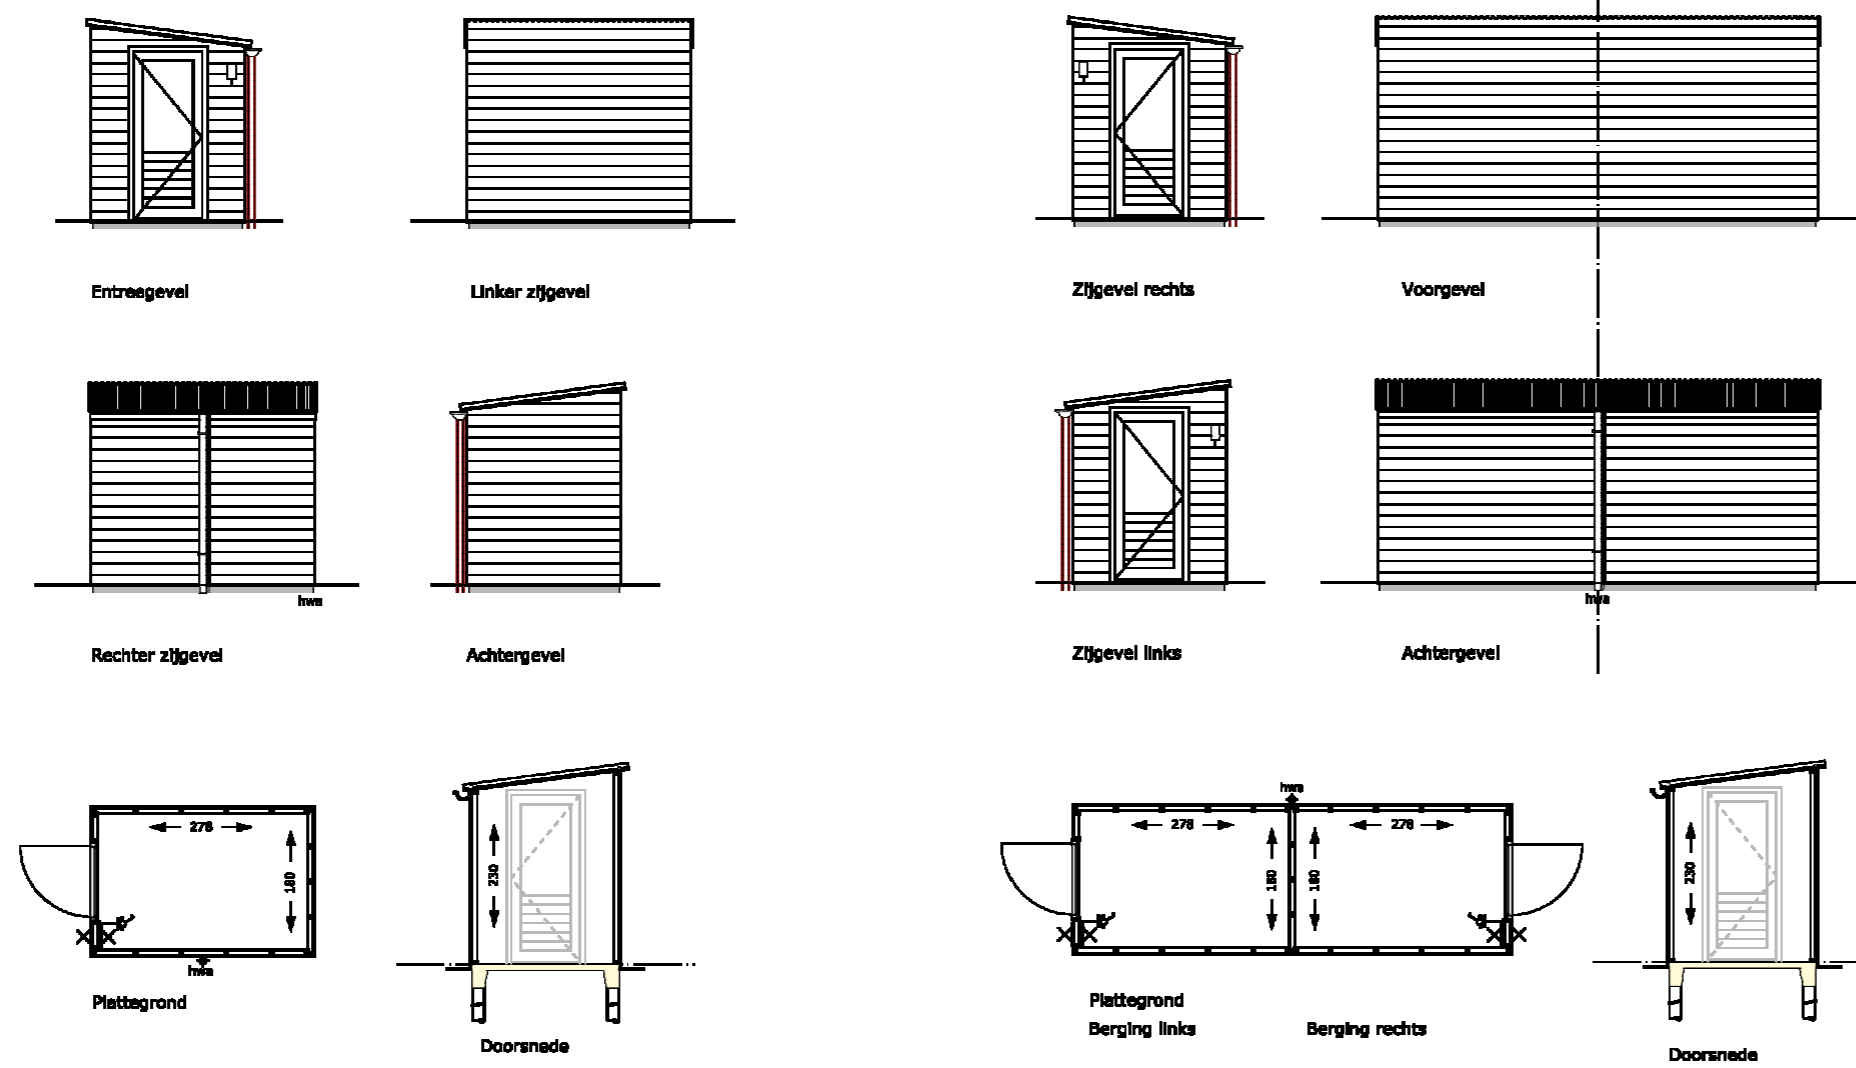 Entreegevel
Linker zijgevel
Zijgevel rechts
Voorgevel
hwa
hwa
Rechter zijgevel
Achtergevel
Zijgevel links
Achtergevel
278
180
hwa
Plattegrond
230
Doorsnede
hwa
278
278
180
180
Plattegrond
Berging links
Berging rechts
230
Doorsnede